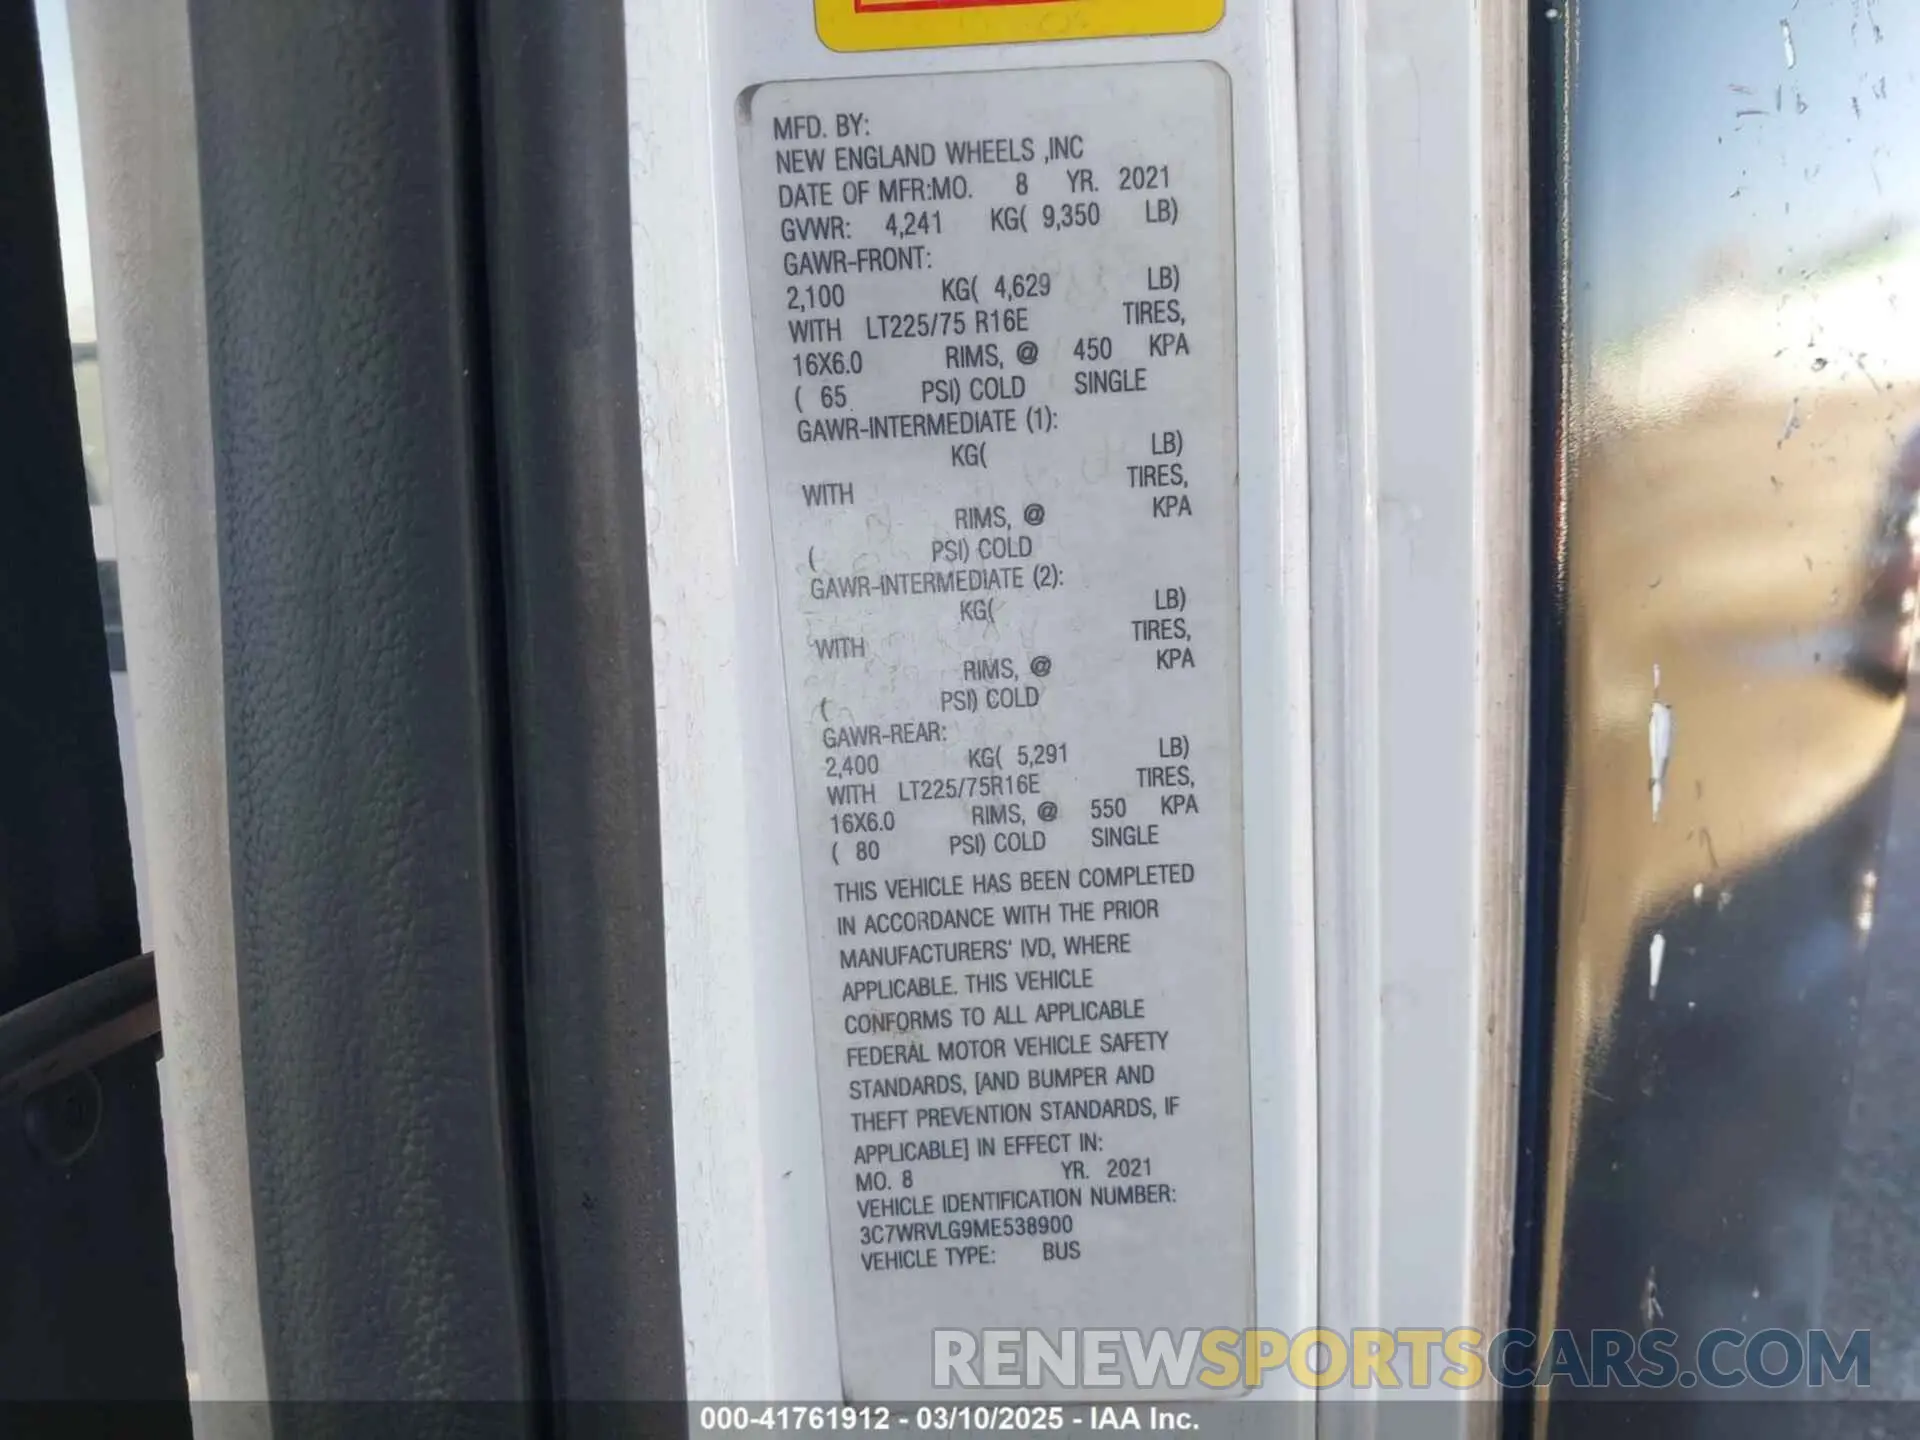 MFD. BY:
NEW ENGLAND WHEELS ,INC
DATE OF MFR:MO. 8 YR. 2021
GVWR: 4,241 KG( 9,350 LB)
GAWR-FRONT:
2,100 KG( 4,629 LB)
WITH LT225/75 R16E TIRES,
16X6.0 RIMS, @ 450 KPA
( 65 PSI) COLD SINGLE
GAWR-INTERMEDIATE (1):
KG( LB)
WITH TIRES,
RIMS, @ KPA
( PSI) COLD
GAWR-INTERMEDIATE (2):
KG( LB)
WITH TIRES,
RIMS, @ KPA
( PSI) COLD
GAWR-REAR:
2,400 KG( 5,291 LB)
WITH LT225/75R16E TIRES,
16X6.0 RIMS, @ 550 KPA
( 80 PSI) COLD SINGLE
THIS VEHICLE HAS BEEN COMPLETED
IN ACCORDANCE WITH THE PRIOR
MANUFACTURERS' IVD, WHERE
APPLICABLE. THIS VEHICLE
CONFORMS TO ALL APPLICABLE
FEDERAL MOTOR VEHICLE SAFETY
STANDARDS, [AND BUMPER AND
THEFT PREVENTION STANDARDS, IF
APPLICABLE] IN EFFECT IN:
MO. 8 YR. 2021
VEHICLE IDENTIFICATION NUMBER:
3C7WRVLG9ME538900
VEHICLE TYPE: BUS
RENEWSPORTSCARS.COM
000-41761912 - 03/10/2025 - IAA Inc.